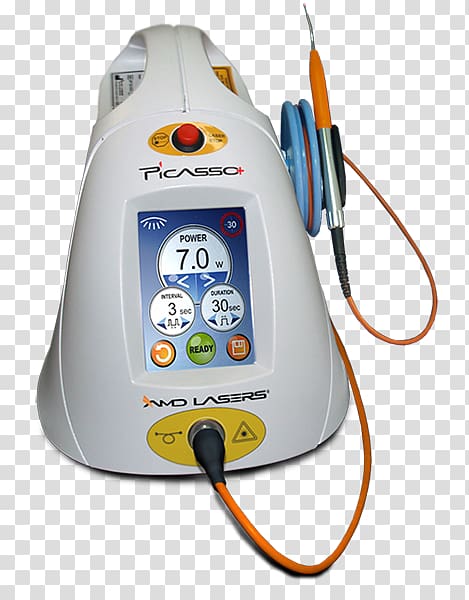 STOP
LASER
STOP
PICASSO+
-30
POWER
7.0 W
INTERVAL
DURATION
3 sec
30 sec
READY
AMD LASERS